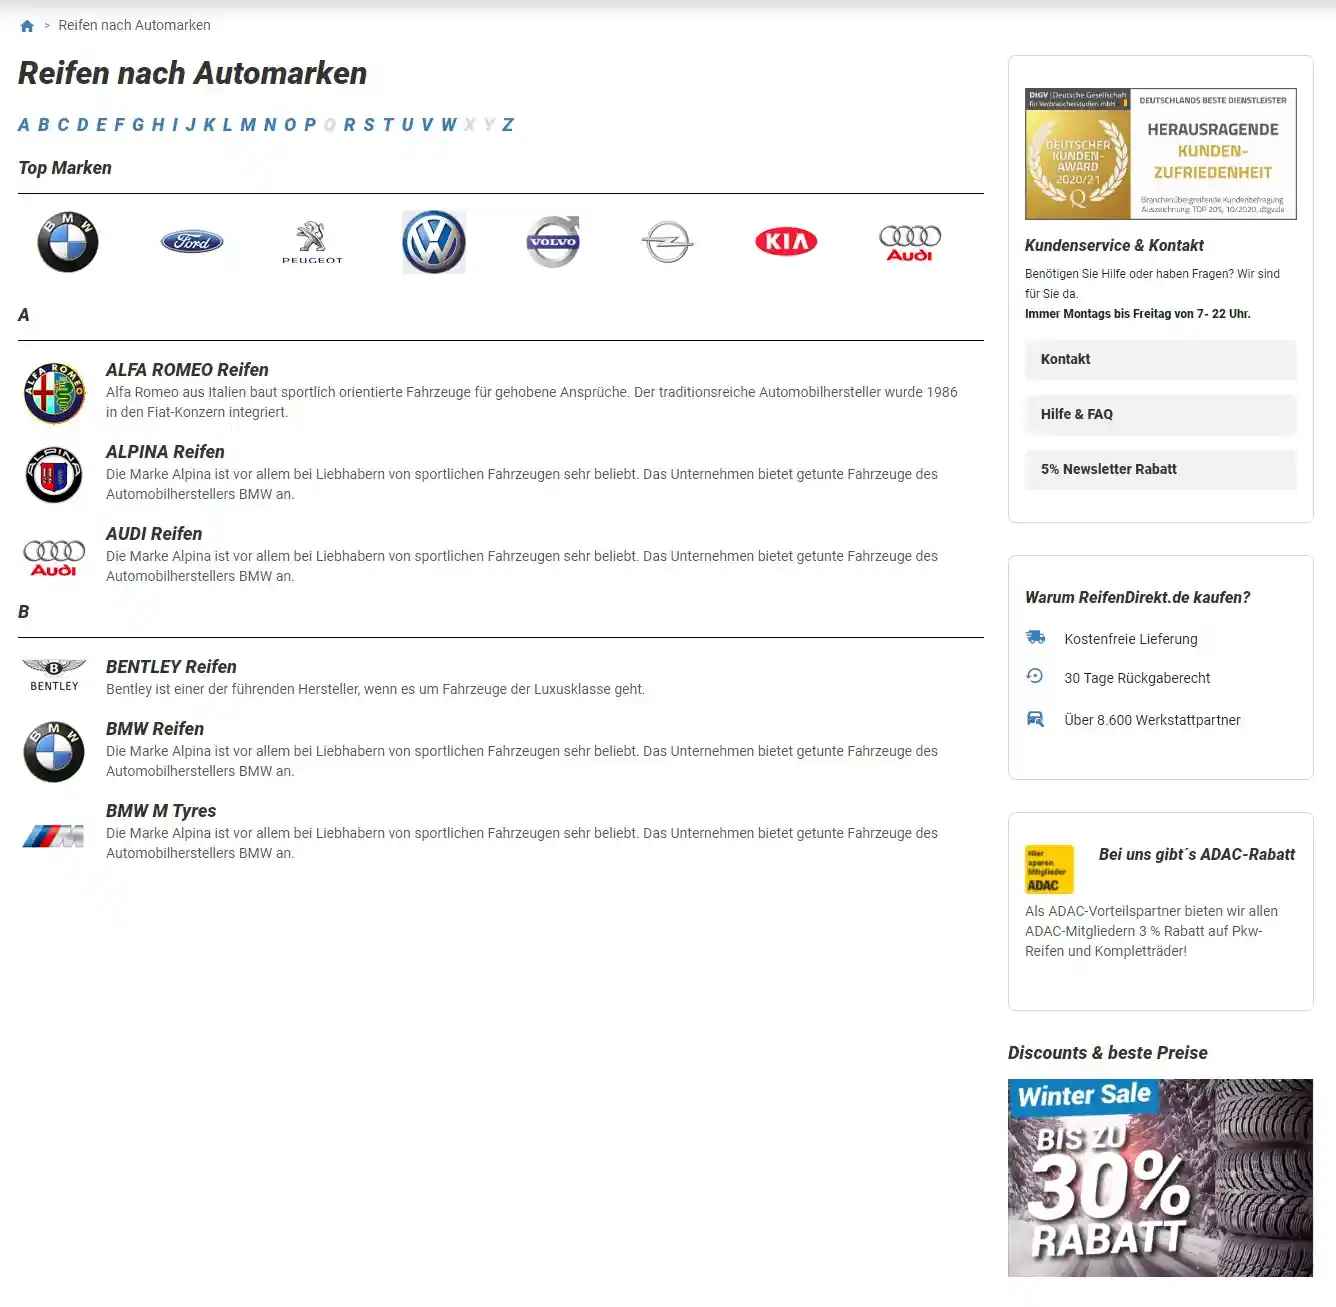 > Reifen nach Automarken
Reifen nach Automarken
A B C D E F G H I J K L M N O P Q R S T U V W X Y Z
Top Marken
BMW
Ford
PEUGEOT
VOLVO
KIA
Audi
A
ALFA ROMEO
ALFA ROMEO Reifen
Alfa Romeo aus Italien baut sportlich orientierte Fahrzeuge für gehobene Ansprüche. Der traditionsreiche Automobilhersteller wurde 1986
in den Fiat-Konzern integriert.
ALPINA
ALPINA Reifen
Die Marke Alpina ist vor allem bei Liebhabern von sportlichen Fahrzeugen sehr beliebt. Das Unternehmen bietet getunte Fahrzeuge des
Automobilherstellers BMW an.
Audi
AUDI Reifen
Die Marke Alpina ist vor allem bei Liebhabern von sportlichen Fahrzeugen sehr beliebt. Das Unternehmen bietet getunte Fahrzeuge des
Automobilherstellers BMW an.
B
B
BENTLEY
BENTLEY Reifen
Bentley ist einer der führenden Hersteller, wenn es um Fahrzeuge der Luxusklasse geht.
BMW
BMW Reifen
Die Marke Alpina ist vor allem bei Liebhabern von sportlichen Fahrzeugen sehr beliebt. Das Unternehmen bietet getunte Fahrzeuge des
Automobilherstellers BMW an.
M
BMW M Tyres
Die Marke Alpina ist vor allem bei Liebhabern von sportlichen Fahrzeugen sehr beliebt. Das Unternehmen bietet getunte Fahrzeuge des
Automobilherstellers BMW an.
DtGV | Deutsche Gesellschaft
für Verbraucherstudien mbH
DEUTSCHER
KUNDEN-
AWARD
2020/21
Q
DEUTSCHLANDS BESTE DIENSTLEISTER
HERAUSRAGENDE
KUNDEN-
ZUFRIEDENHEIT
Branchenübergreifende Kundenbefragung
Auszeichnung: TOP 20%, 10/2020, dtgv.de
Kundenservice & Kontakt
Benötigen Sie Hilfe oder haben Fragen? Wir sind
für Sie da.
Immer Montags bis Freitag von 7- 22 Uhr.
Kontakt
Hilfe & FAQ
5% Newsletter Rabatt
Warum ReifenDirekt.de kaufen?
Kostenfreie Lieferung
30 Tage Rückgaberecht
Über 8.600 Werkstattpartner
Hier
sparen
Mitglieder
ADAC
Bei uns gibt´s ADAC-Rabatt
Als ADAC-Vorteilspartner bieten wir allen
ADAC-Mitgliedern 3 % Rabatt auf Pkw-
Reifen und Kompletträder!
Discounts & beste Preise
Winter Sale
BIS ZU
30%
RABATT